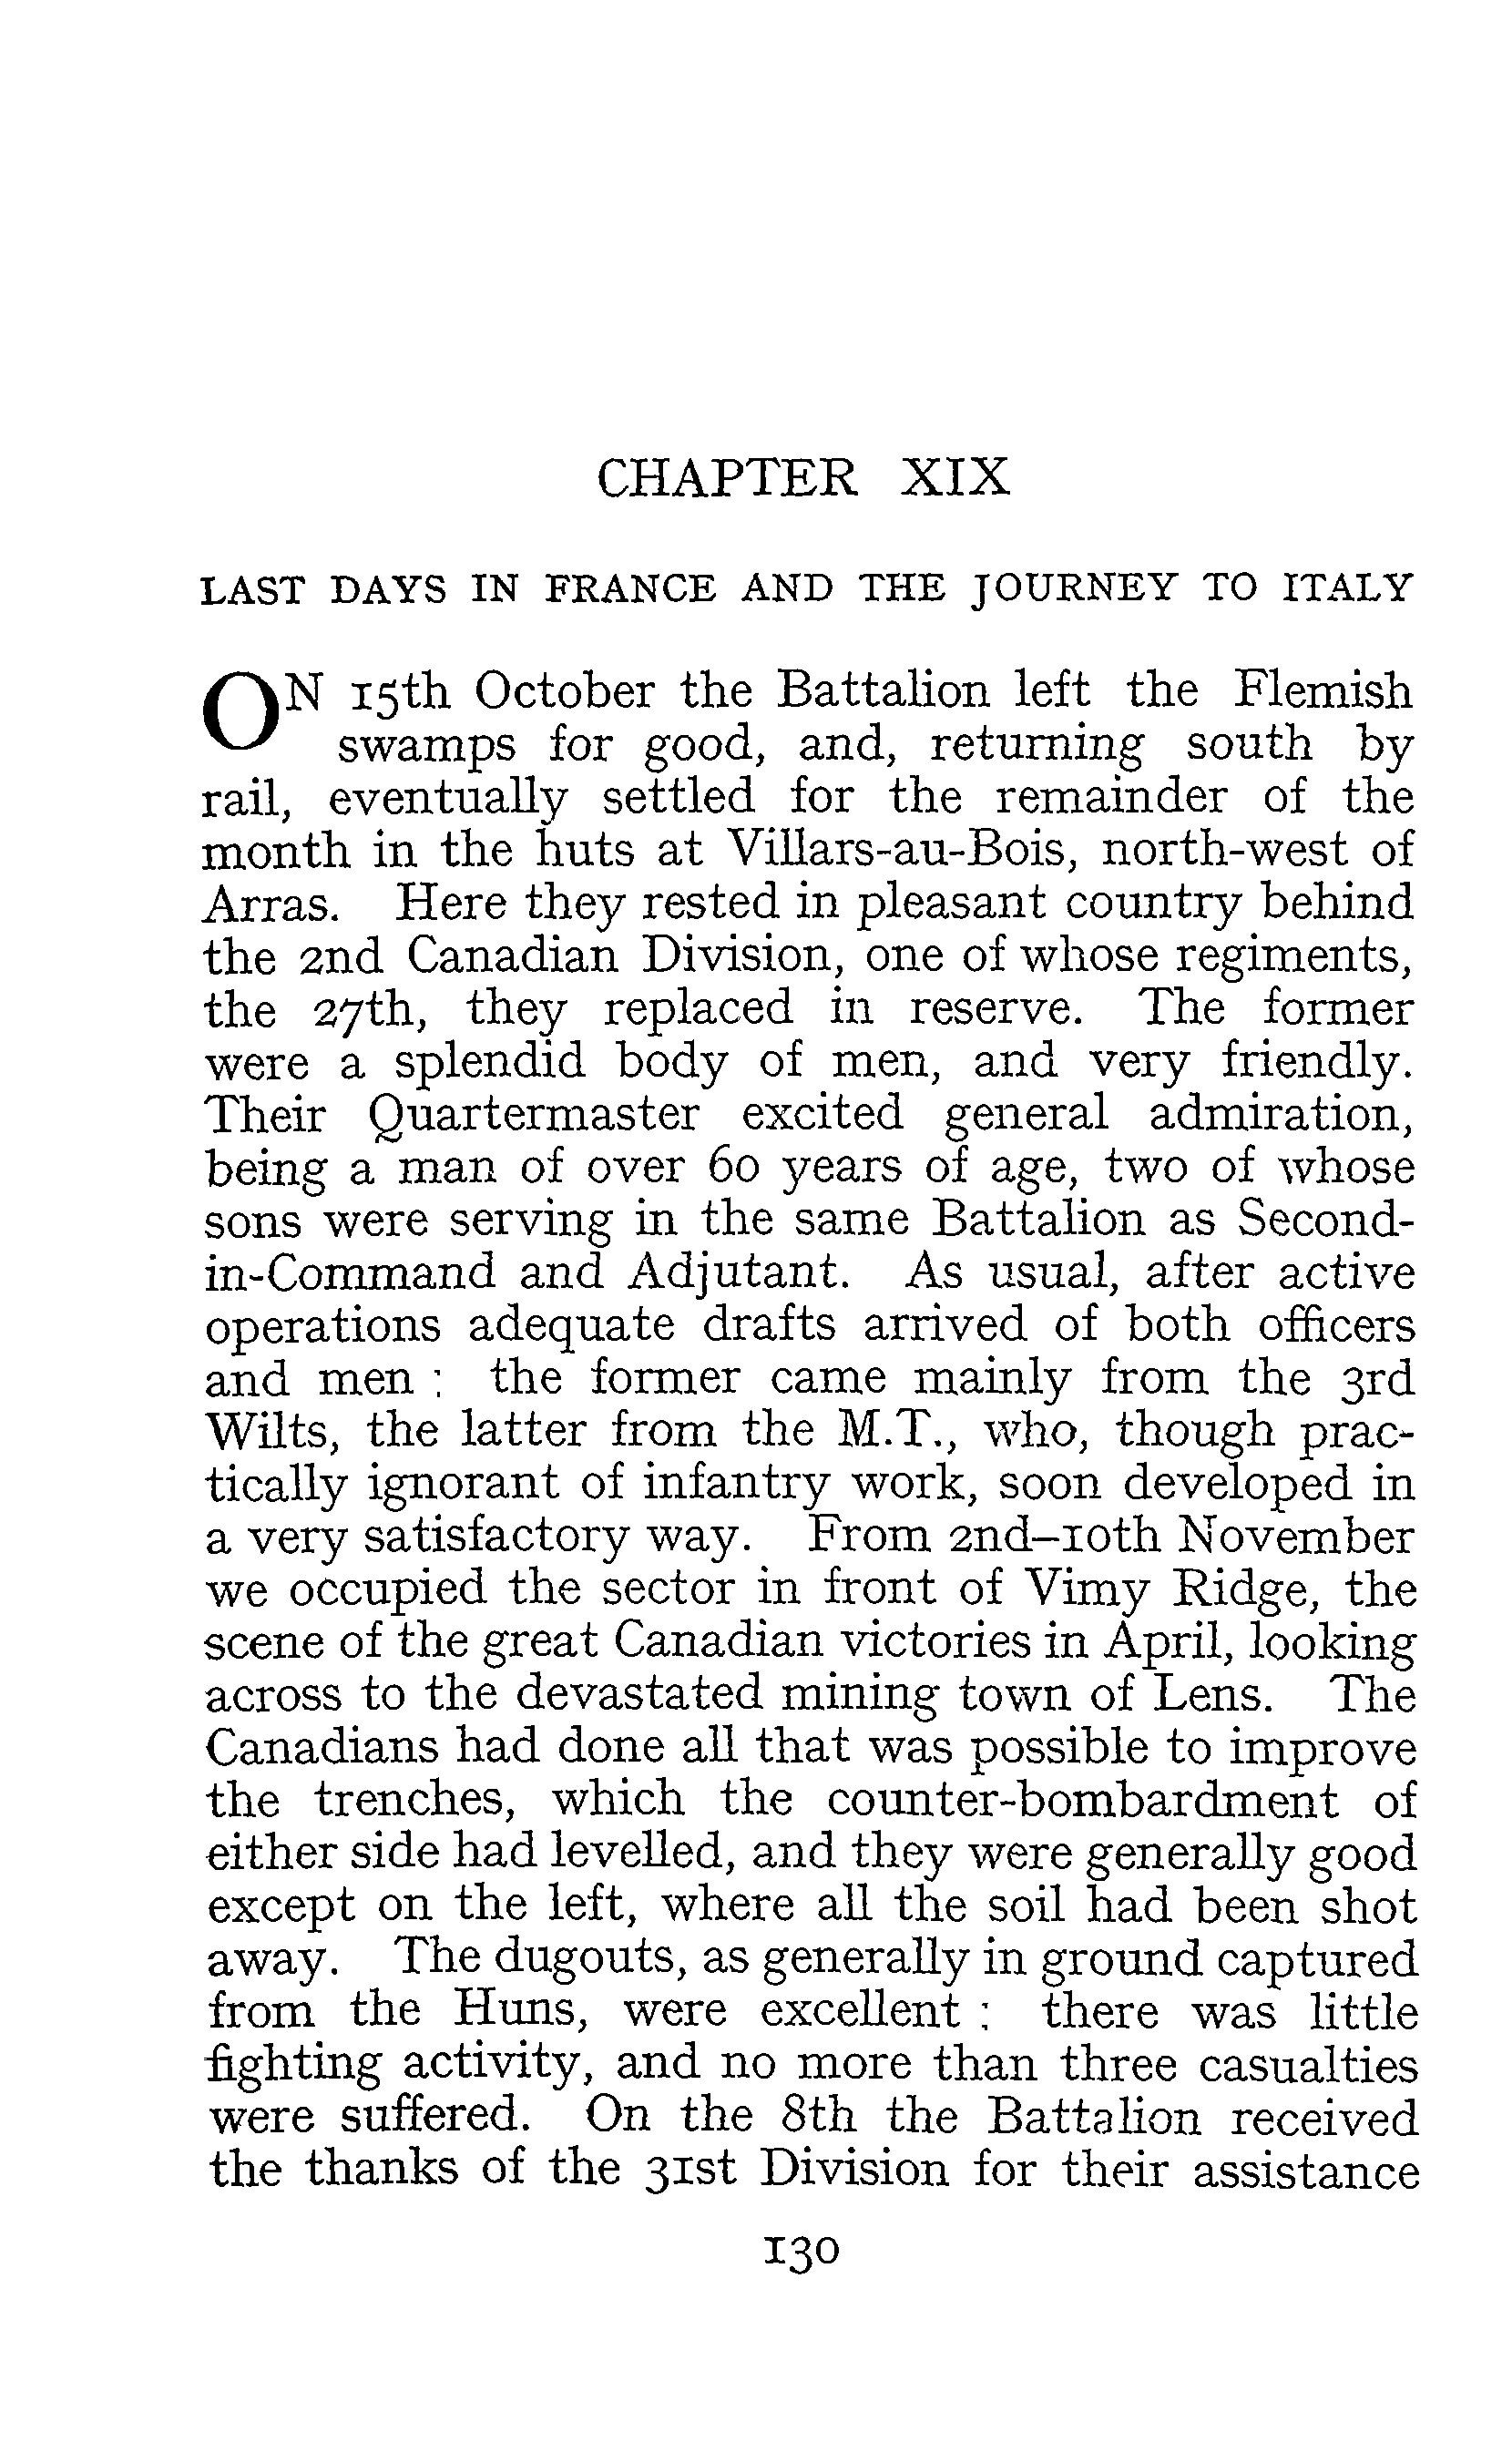 CHAPTER XIX
LAST DAYS IN FRANCE AND THE JOURNEY TO ITALY
ON 15th October the Battalion left the Flemish
swamps for good, and, returning south by
rail, eventually settled for the remainder of the
month in the huts at Villars-au-Bois, north-west of
Arras. Here they rested in pleasant country behind
the 2nd Canadian Division, one of whose regiments,
the 27th, they replaced in reserve. The former
were a splendid body of men, and very friendly.
Their Quartermaster excited general admiration,
being a man of over 60 years of age, two of whose
sons were serving in the same Battalion as Second-
in-Command and Adjutant. As usual, after active
operations adequate drafts arrived of both officers
and men : the former came mainly from the 3rd
Wilts, the latter from the M.T., who, though prac-
tically ignorant of infantry work, soon developed in
a very satisfactory way. From 2nd–10th November
we occupied the sector in front of Vimy Ridge, the
scene of the great Canadian victories in April, looking
across to the devastated mining town of Lens. The
Canadians had done all that was possible to improve
the trenches, which the counter-bombardment of
either side had levelled, and they were generally good
except on the left, where all the soil had been shot
away. The dugouts, as generally in ground captured
from the Huns, were excellent : there was little
fighting activity, and no more than three casualties
were suffered. On the 8th the Battalion received
the thanks of the 31st Division for their assistance
130